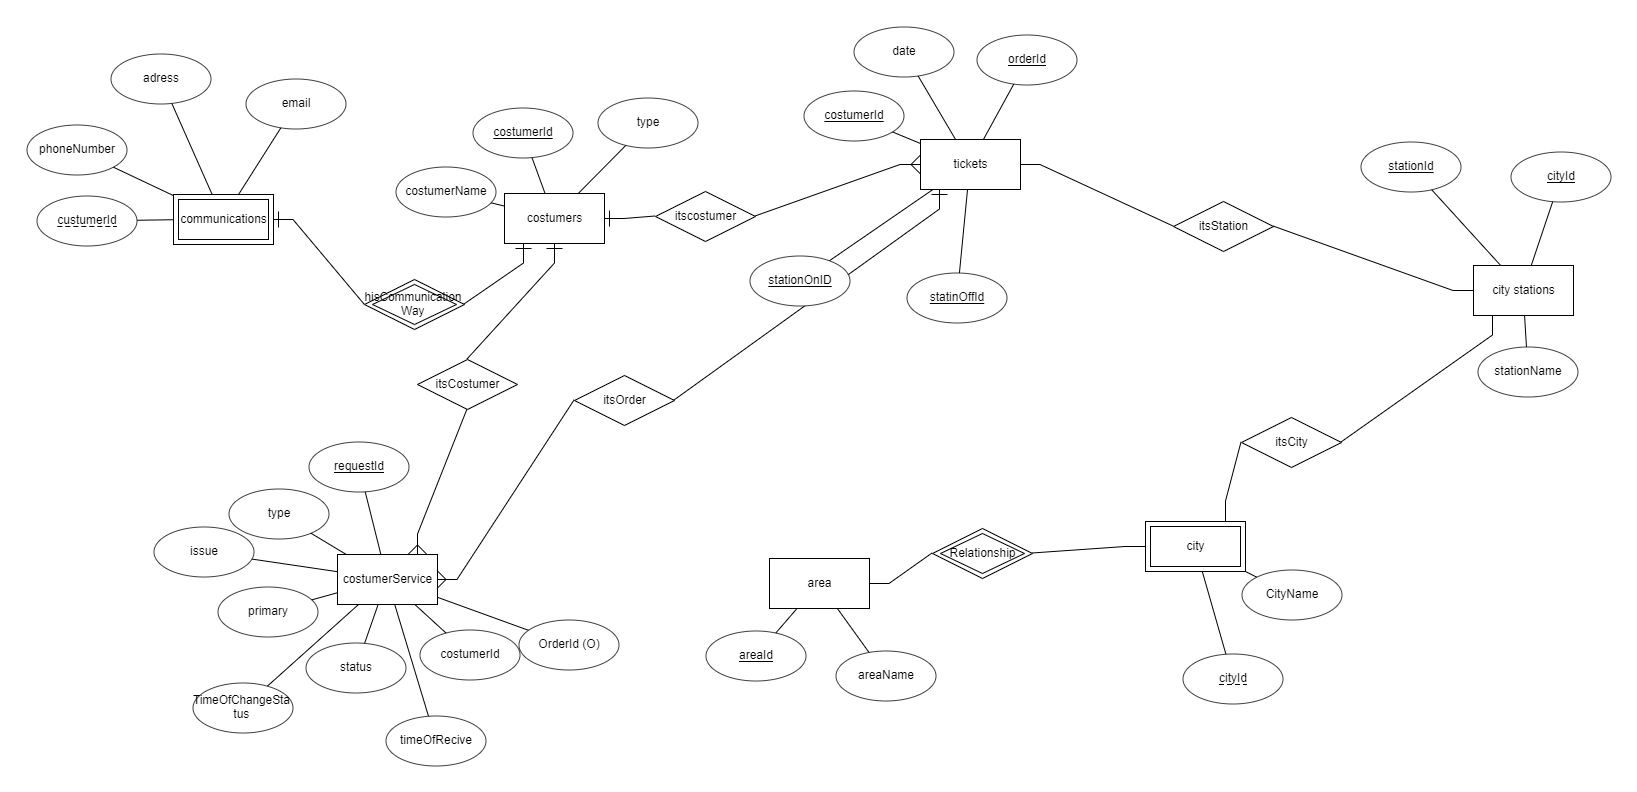 date
orderId
adress
email
costumerId
costumerId
type
phoneNumber
costumerName
tickets
stationId
cityId
custumerId
communications
costumers
itscostumer
itsStation
hisCommunication
Way
stationOnID
statinOffId
city stations
stationName
itsCostumer
itsOrder
itsCity
requestId
type
issue
costumerService
primary
status
costumerId
OrderId (O)
TimeOfChangeSta
tus
timeOfRecive
area
Relationship
city
CityName
areaId
areaName
cityId